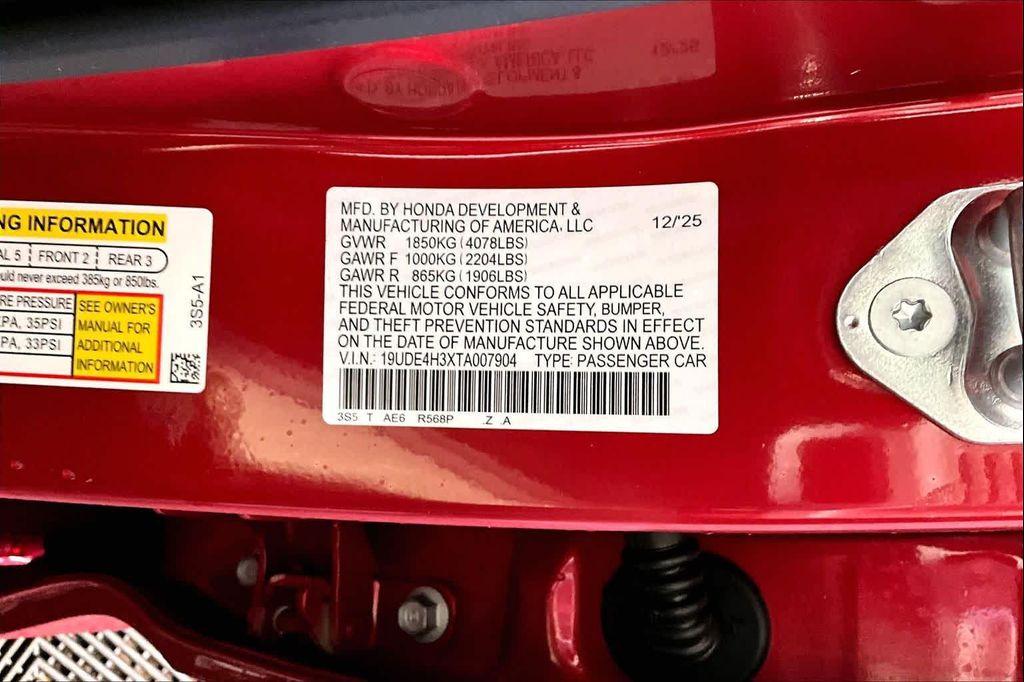 NG INFORMATION
AL 5 FRONT 2 REAR 3
uld never exceed 385kg or 850lbs.
RE PRESSURE
PA, 35PSI
PA, 33PSI
SEE OWNER'S
MANUAL FOR
ADDITIONAL
INFORMATION
3S5-A1
MFD. BY HONDA DEVELOPMENT &
MANUFACTURING OF AMERICA, LLC 12/'25
GVWR 1850KG (4078LBS)
GAWR F 1000KG (2204LBS)
GAWR R 865KG (1906LBS)
THIS VEHICLE CONFORMS TO ALL APPLICABLE
FEDERAL MOTOR VEHICLE SAFETY, BUMPER,
AND THEFT PREVENTION STANDARDS IN EFFECT
ON THE DATE OF MANUFACTURE SHOWN ABOVE.
V.I.N.: 19UDE4H3XTA007904 TYPE: PASSENGER CAR
3S5 T AE6 R568P .Z .A